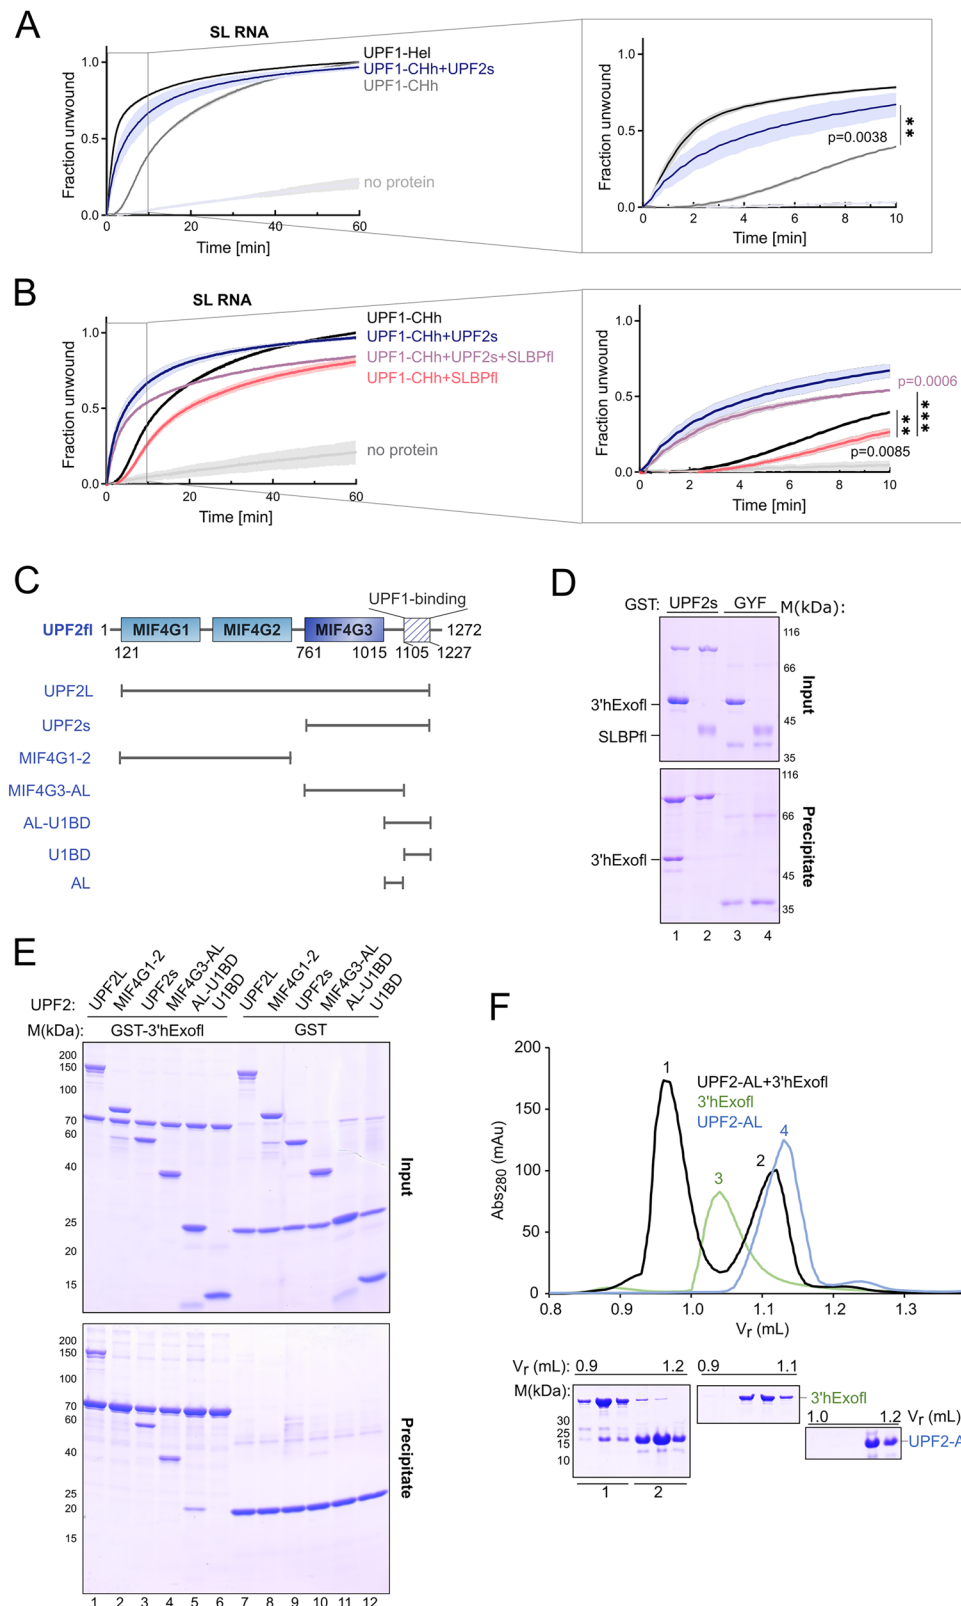 A
SL RNA
UPF1-Hel
UPF1-CHh+UPF2s
UPF1-CHh
no protein
Fraction unwound
1.0
0.5
0.0
0 20 40 60
Time [min]
Fraction unwound
1.0
0.5
0.0
p=0.0038
**
0 2 4 6 8 10
Time [min]
B
SL RNA
UPF1-CHh
UPF1-CHh+UPF2s
UPF1-CHh+UPF2s+SLBPfl
UPF1-CHh+SLBPfl
no protein
Fraction unwound
1.0
0.5
0.0
0 20 40 60
Time [min]
Fraction unwound
1.0
0.5
0.0
p=0.0006
**
***
p=0.0085
0 2 4 6 8 10
Time [min]
C
UPF1-binding
UPF2fl 1 MIF4G1 MIF4G2 MIF4G3 1272
121 761 1015 1105 1227
UPF2L
UPF2s
MIF4G1-2
MIF4G3-AL
AL-U1BD
U1BD
AL
D
GST: UPF2s GYF M(kDa):
116
66
45
35
3'hExofl
SLBPfl
Input
116
66
45
35
3'hExofl
Precipitate
1 2 3 4
E
UPF2: UPF2L MIF4G1-2 UPF2s MIF4G3-AL AL-U1BD U1BD UPF2L MIF4G1-2 UPF2s MIF4G3-AL AL-U1BD U1BD
M(kDa): GST-3'hExofl GST
200
150
100
70
60
40
25
20
15
Input
200
150
100
70
60
40
25
20
15
Precipitate
1 2 3 4 5 6 7 8 9 10 11 12
F
200
150
100
50
0
Abs280 (mAu)
1
2
3
4
UPF2-AL+3'hExofl
3'hExofl
UPF2-AL
0.8 0.9 1.0 1.1 1.2 1.3
Vr (mL)
Vr (mL): 0.9 1.2 0.9 1.1
M(kDa):
30
25
15
10
3'hExofl
1.0 1.2 Vr (mL)
UPF2-A
1 2